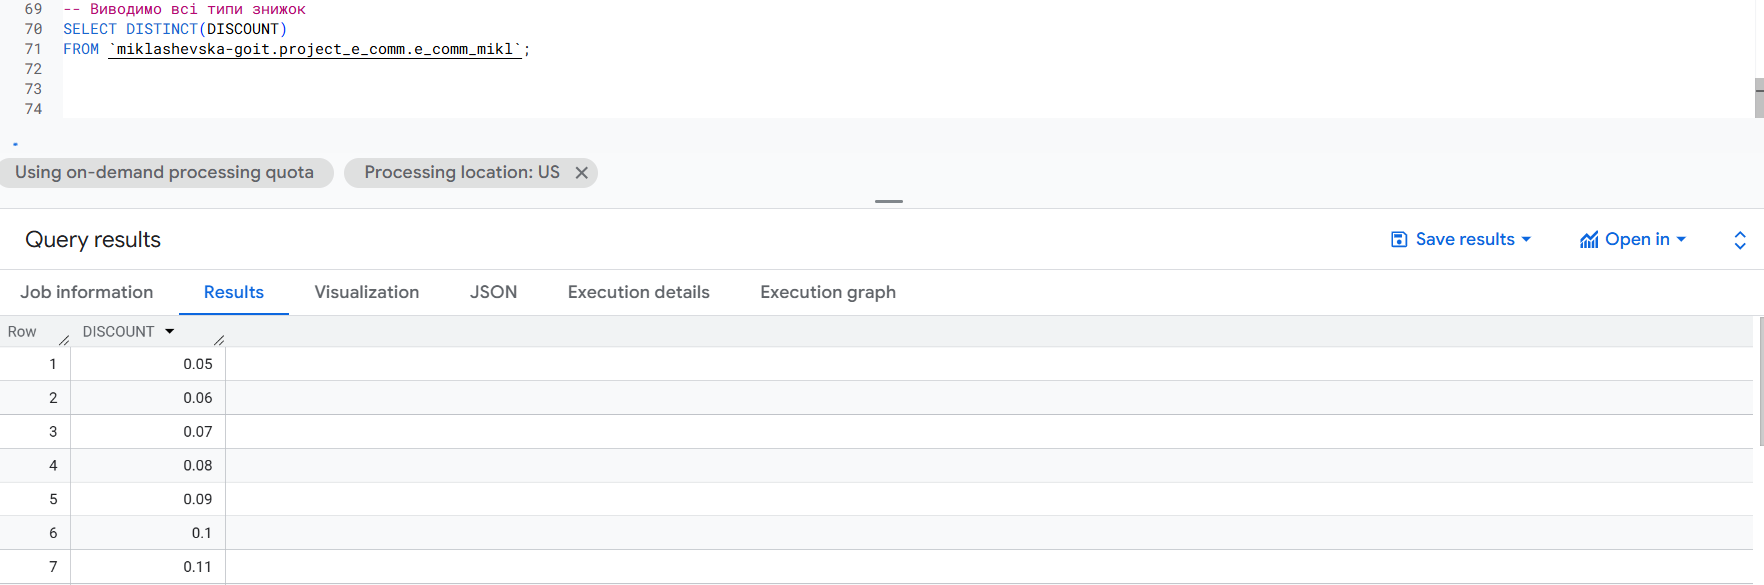 69 -- Виводимо всі типи знижок
70 SELECT DISTINCT(DISCOUNT)
71 FROM `miklashevska-goit.project_e_comm.e_comm_mikl`;
72
73
74
Using on-demand processing quota Processing location: US
Query results Save results Open in
Job information Results Visualization JSON Execution details Execution graph
Row DISCOUNT
1 0.05
2 0.06
3 0.07
4 0.08
5 0.09
6 0.1
7 0.11